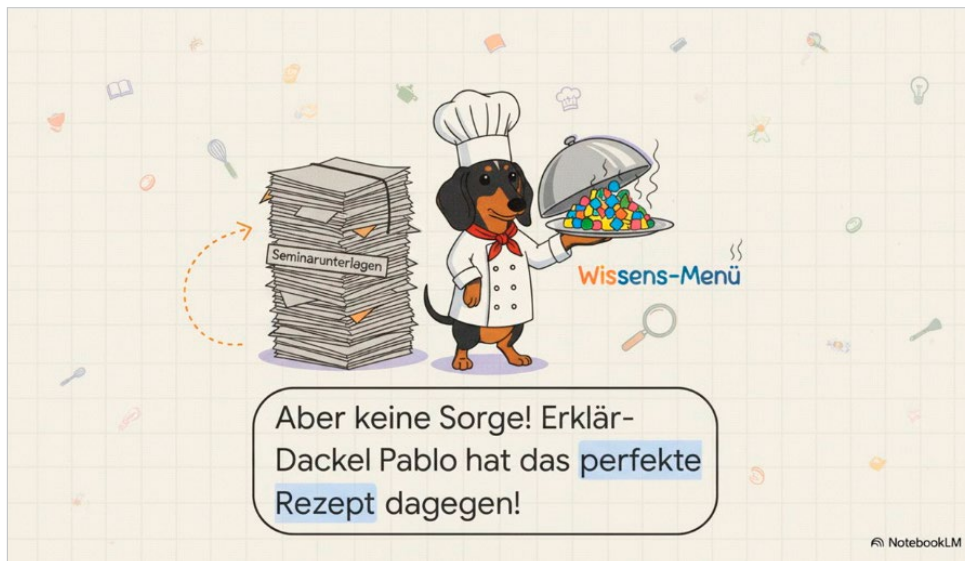 Seminarunterlagen
Wissens-Menü
Aber keine Sorge! Erklär-
Dackel Pablo hat das perfekte
Rezept dagegen!
NotebookLM